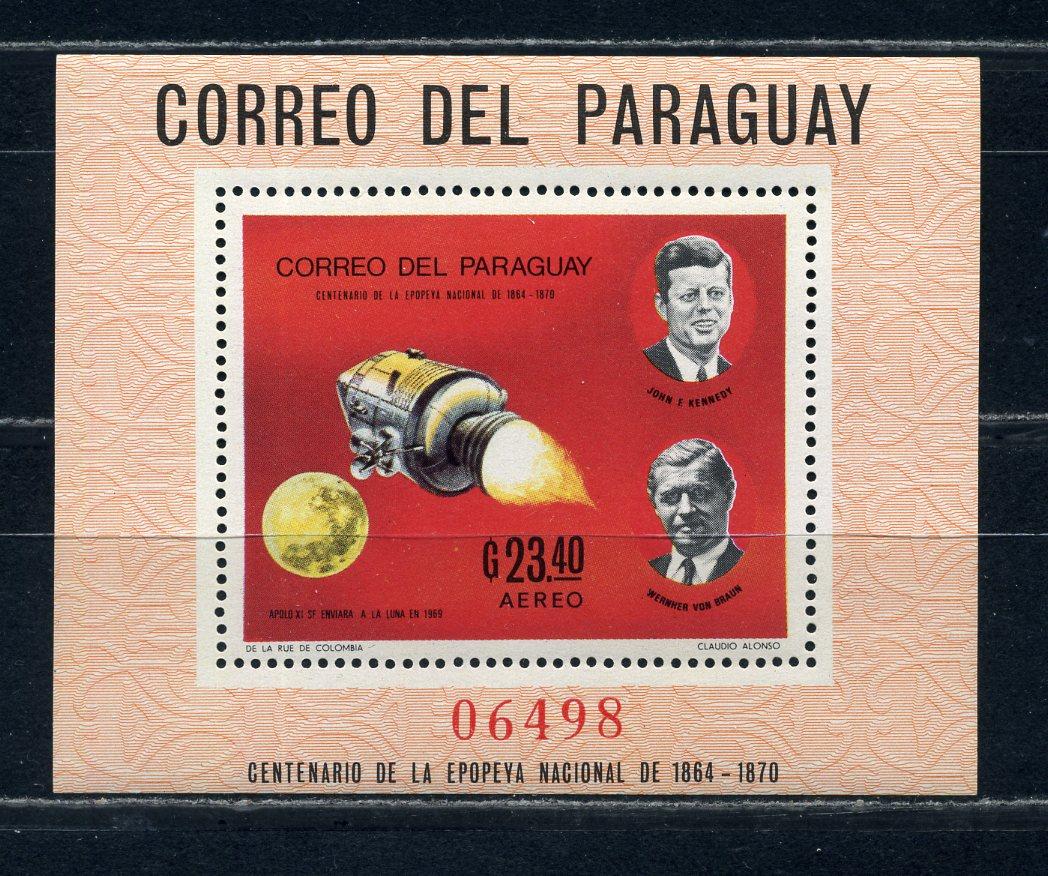 CORREO DEL PARAGUAY
CORREO DEL PARAGUAY
CENTENARIO DE LA EPOPEYA NACIONAL DE 1864-1870
JOHN F KENNEDY
₲ 23.40
AEREO
WERNHER VON BRAUN
APOLO XI SF ENVIARA A LA LUNA EN 1969
DE LA RUE DE COLOMBIA
CLAUDIO ALONSO
06498
CENTENARIO DE LA EPOPEYA NACIONAL DE 1864-1870